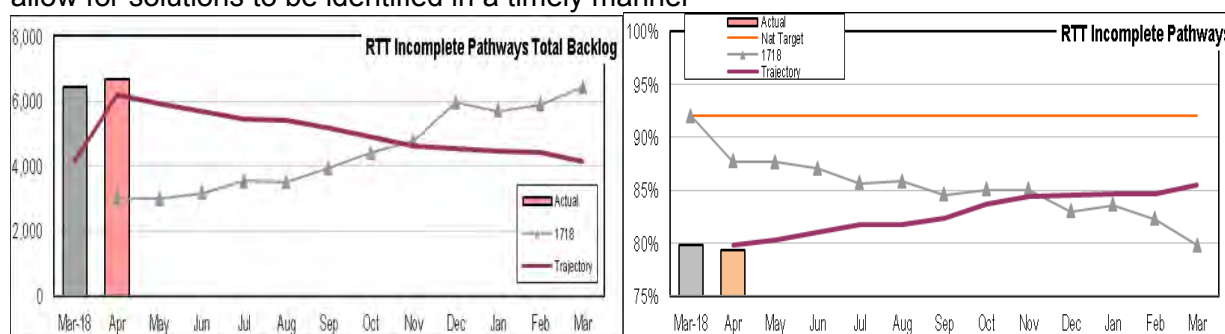 allow for solutions to be identified in a timely manner
RTT Incomplete Pathways Total Backlog
8,000
6,000
4,000
2,000
0
Actual
1718
Trajectory
Mar-18 Apr May Jun Jul Aug Sep Oct Nov Dec Jan Feb Mar
RTT Incomplete Pathways
Actual
Nat Target
1718
Trajectory
100%
95%
90%
85%
80%
75%
Mar-18 Apr May Jun Jul Aug Sep Oct Nov Dec Jan Feb Mar